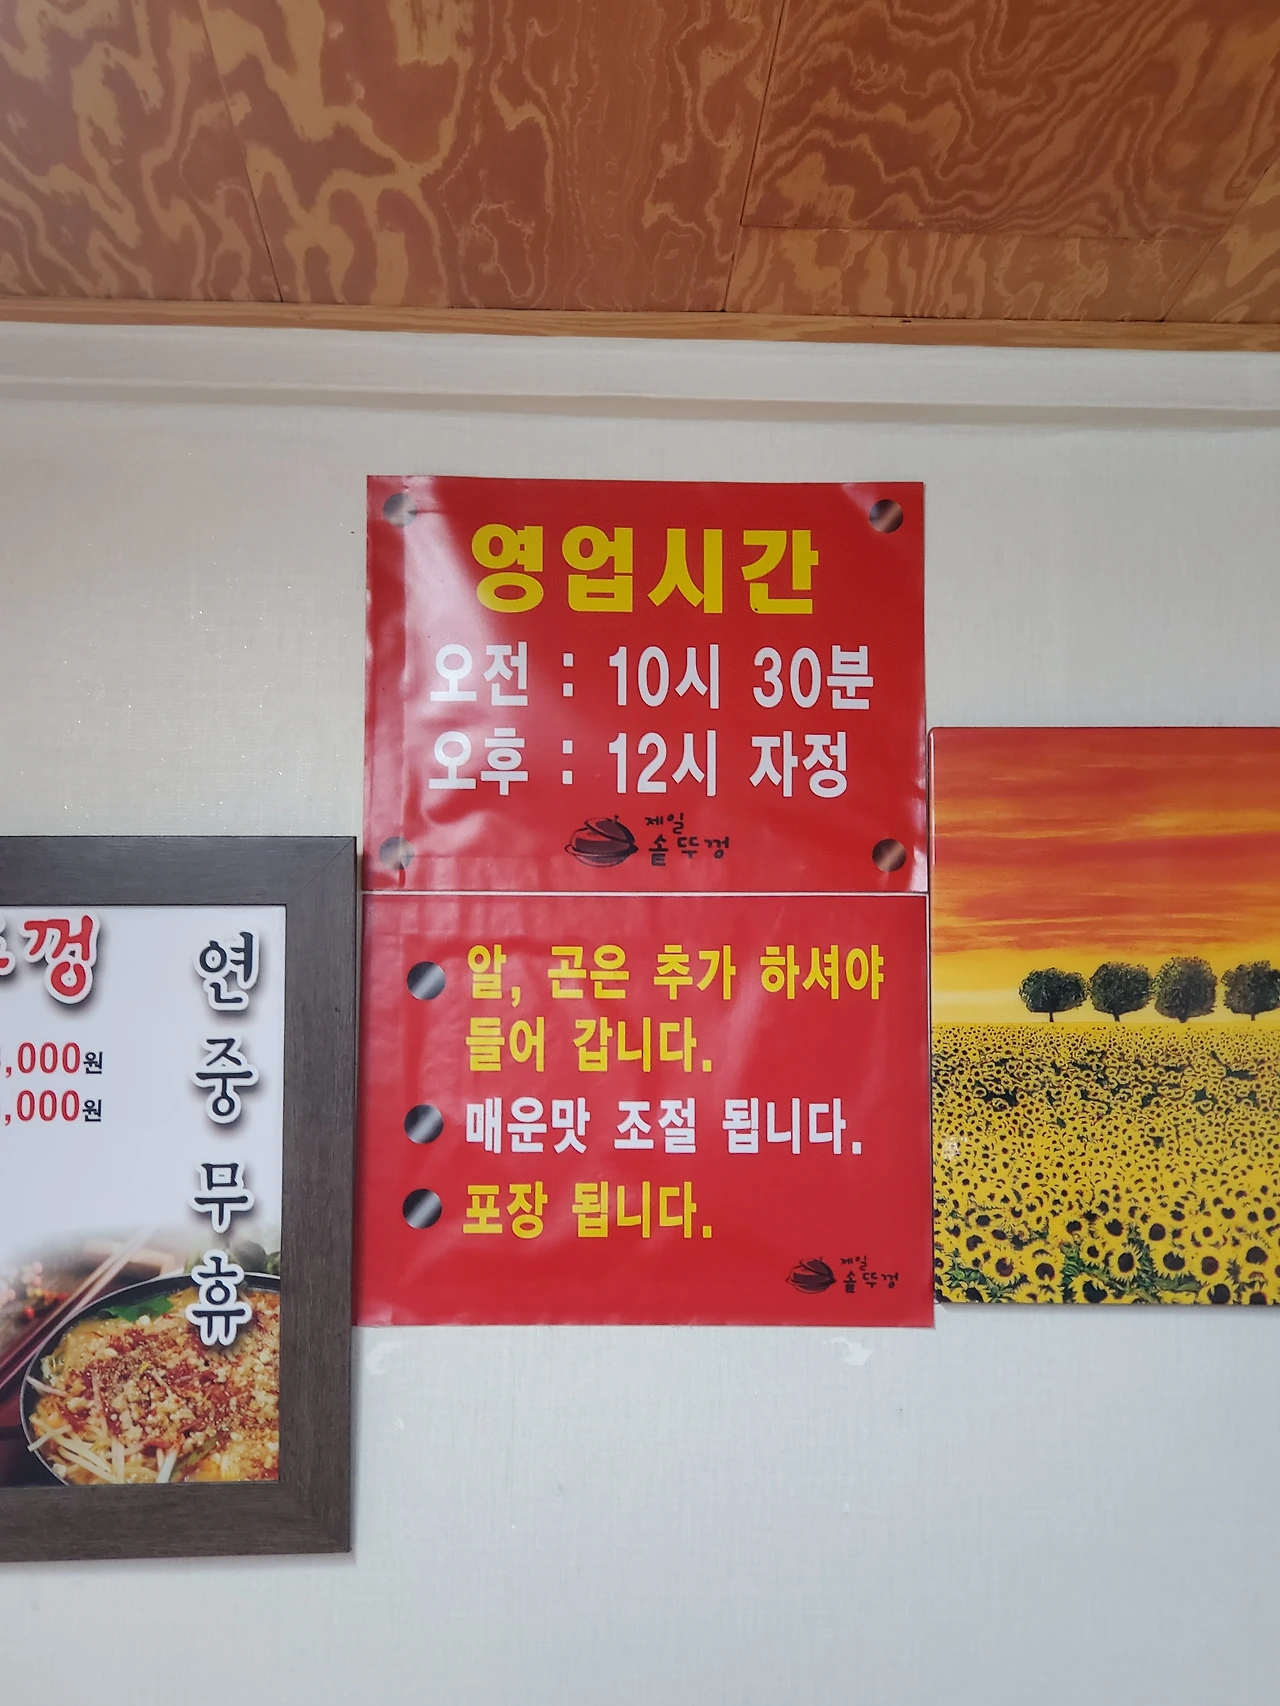 영업시간
오전 : 10시 30분
오후 : 12시 자정
제일
솥뚜껑
알, 곤은 추가 하셔야
들어 갑니다.
매운맛 조절 됩니다.
포장 됩니다.
제일
솥뚜껑
껑
,000원
,000원
연중무휴